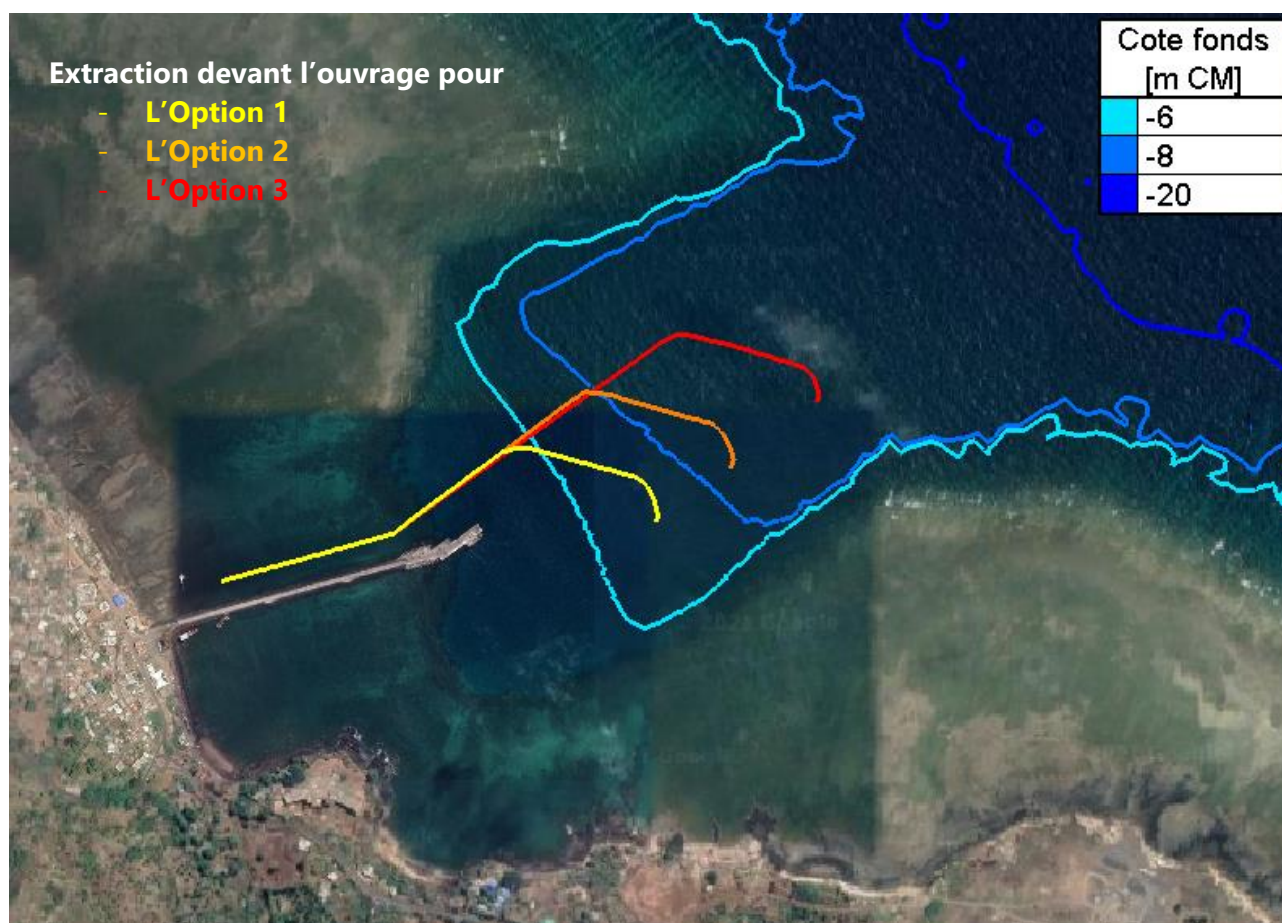 Extraction devant l'ouvrage pour
- L'Option 1
- L'Option 2
- L'Option 3
Cote fonds
[m CM]
-6
-8
-20